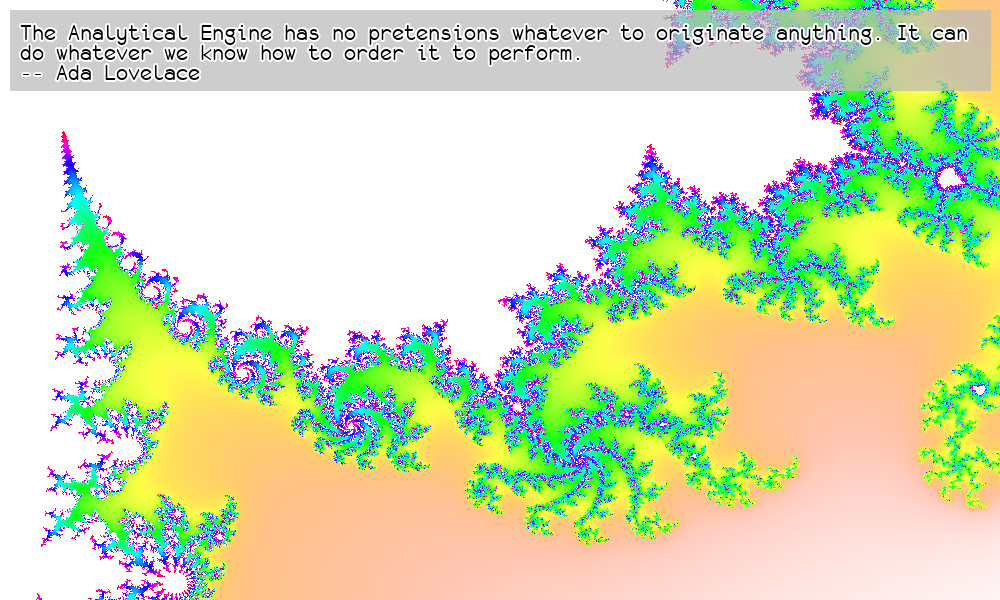 The Analytical Engine has no pretensions whatever to originate anything. It can
do whatever we know how to order it to perform.
-- Ada Lovelace